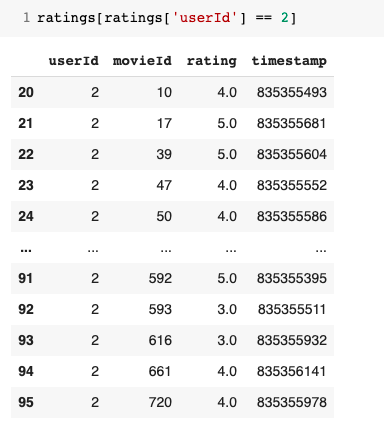 1 ratings[ratings['userId'] == 2]
userId movieId rating timestamp
20 2 10 4.0 835355493
21 2 17 5.0 835355681
22 2 39 5.0 835355604
23 2 47 4.0 835355552
24 2 50 4.0 835355586
... ... ... ... ...
91 2 592 5.0 835355395
92 2 593 3.0 835355511
93 2 616 3.0 835355932
94 2 661 4.0 835356141
95 2 720 4.0 835355978